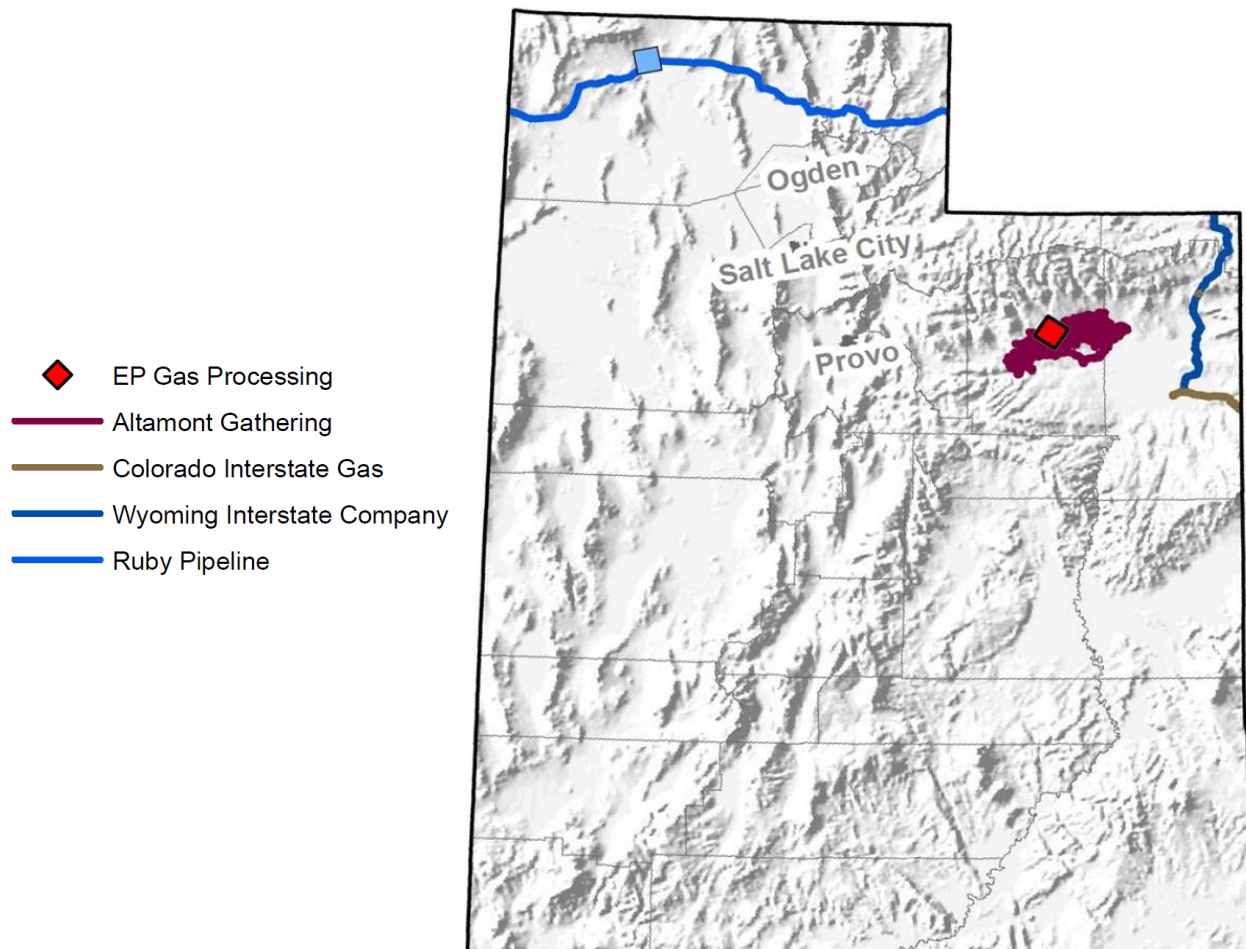 Ogden
Salt Lake City
Provo
EP Gas Processing
Altamont Gathering
Colorado Interstate Gas
Wyoming Interstate Company
Ruby Pipeline